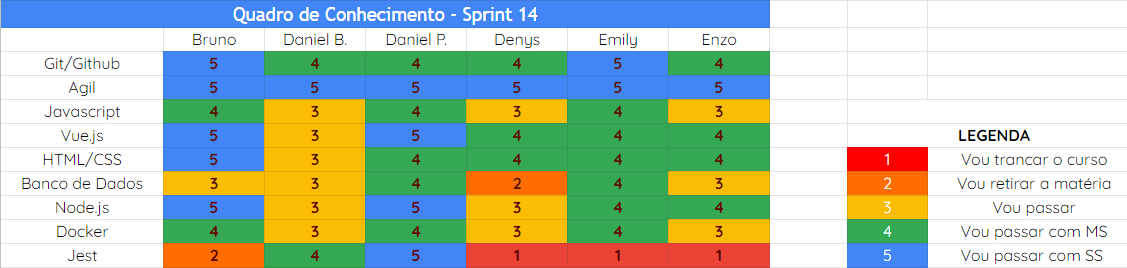 Quadro de Conhecimento - Sprint 14
Bruno Daniel B. Daniel P. Denys Emily Enzo
Git/Github 5 4 4 4 5 4
Agil 5 5 5 5 5 5
Javascript 4 3 4 3 4 3
Vue.js 5 3 5 4 4 4
HTML/CSS 5 3 4 4 4 4
Banco de Dados 3 3 4 2 4 3
Node.js 5 3 5 3 4 4
Docker 4 3 4 3 4 3
Jest 2 4 5 1 1 1
LEGENDA
1 Vou trancar o curso
2 Vou retirar a matéria
3 Vou passar
4 Vou passar com MS
5 Vou passar com SS